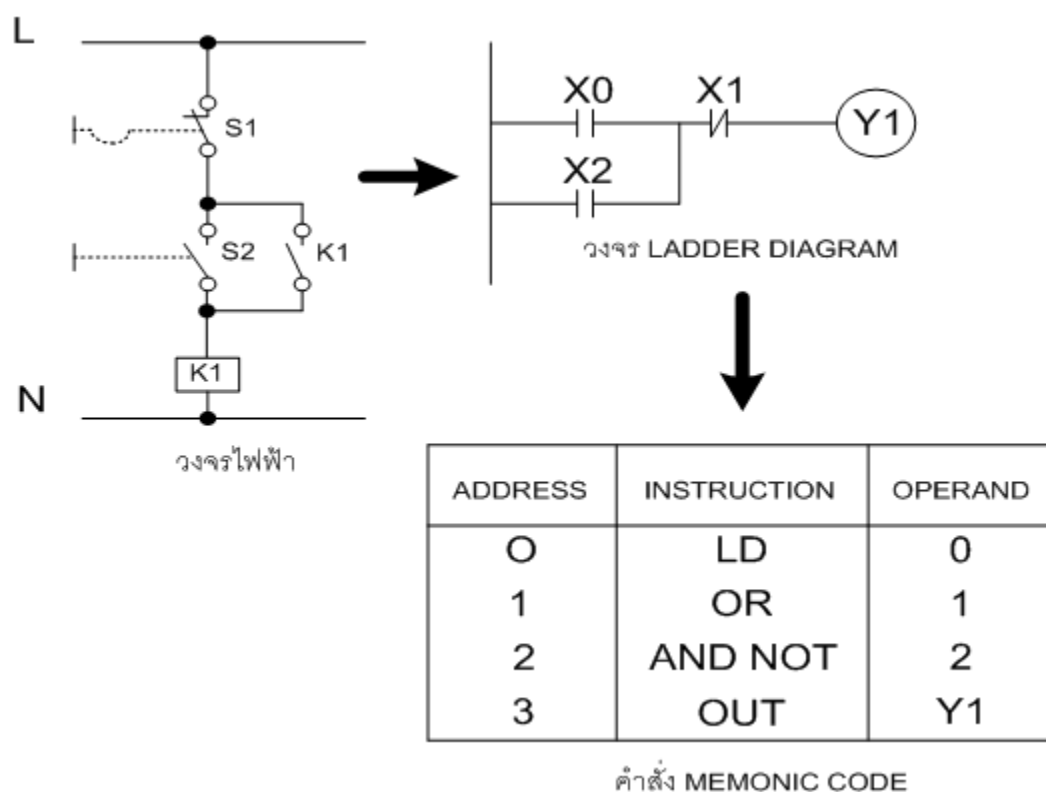 L
S1
S2
K1
K1
N
วงจรไฟฟ้า
X0
X1
Y1
X2
วงจร LADDER DIAGRAM
ADDRESS INSTRUCTION OPERAND
O LD 0
1 OR 1
2 AND NOT 2
3 OUT Y1
คำสั่ง MEMONIC CODE